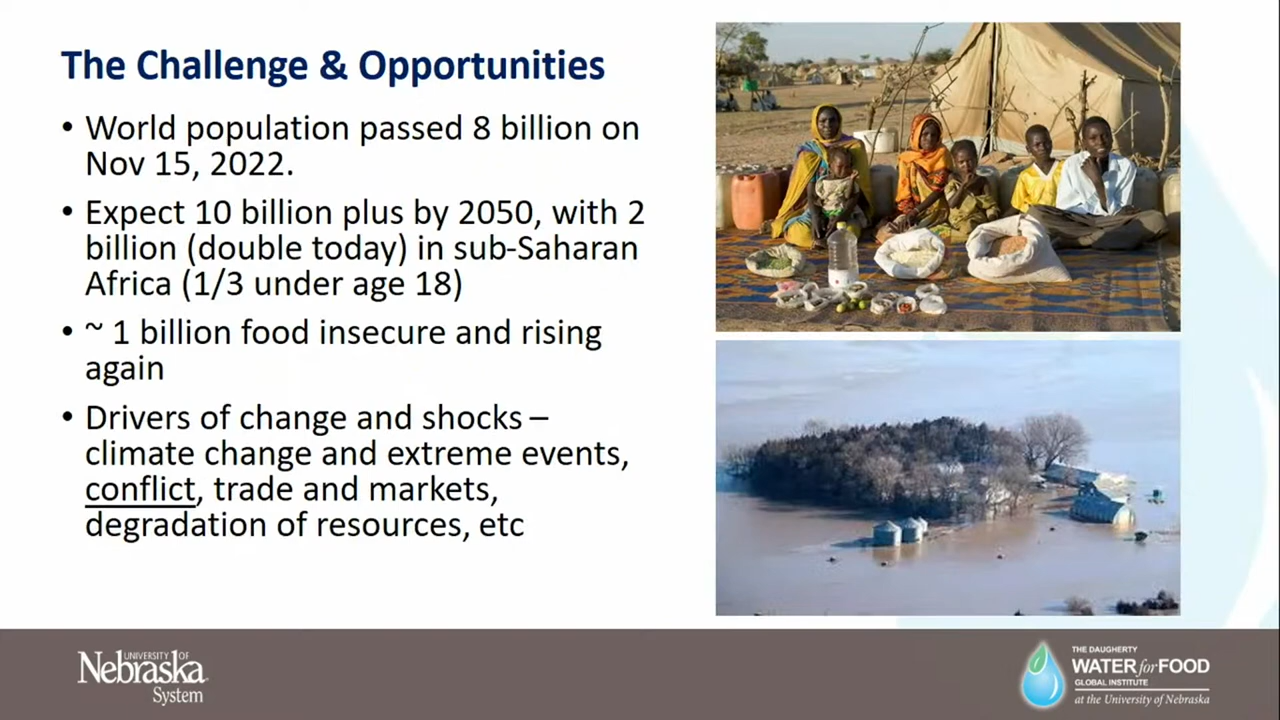 The Challenge & Opportunities
• World population passed 8 billion on
Nov 15, 2022.
• Expect 10 billion plus by 2050, with 2
billion (double today) in sub-Saharan
Africa (1/3 under age 18)
• ~ 1 billion food insecure and rising
again
• Drivers of change and shocks –
climate change and extreme events,
conflict, trade and markets,
degradation of resources, etc
UNIVERSITY OF
Nebraska
System
THE DAUGHERTY
WATER for FOOD
GLOBAL INSTITUTE
at the University of Nebraska